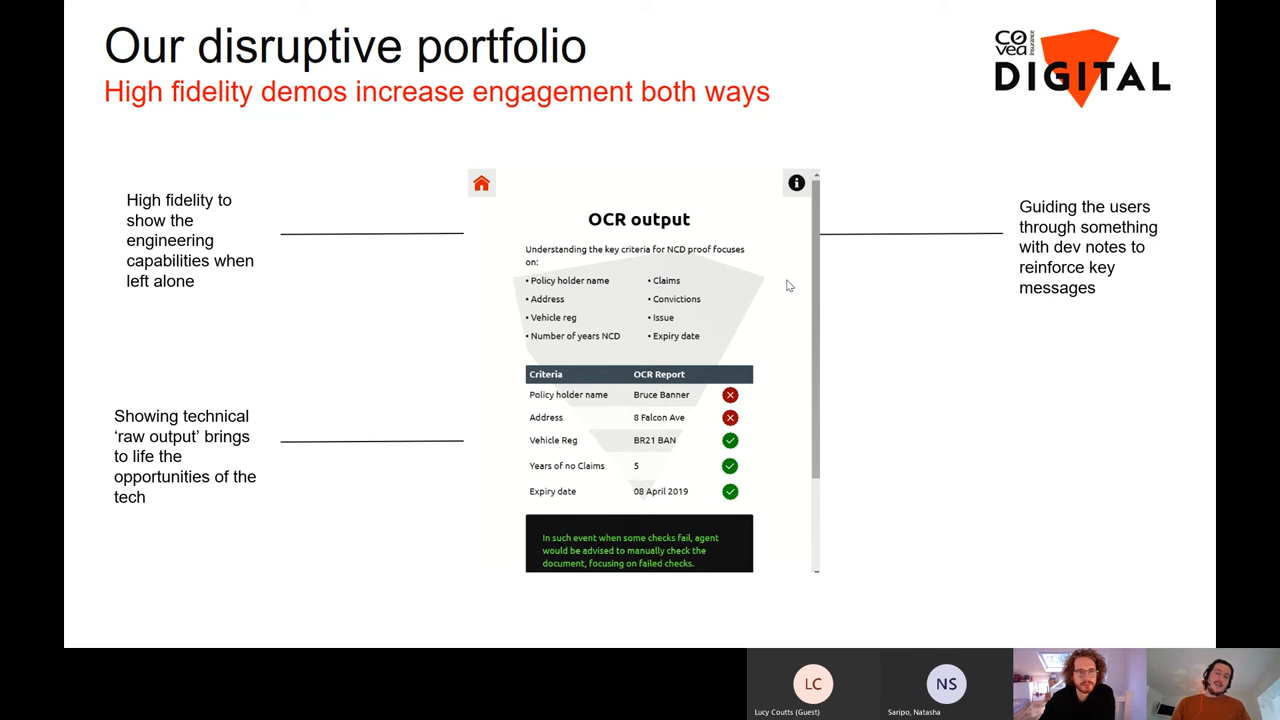 Our disruptive portfolio
High fidelity demos increase engagement both ways
COvea
Insurance
DIGITAL
High fidelity to
show the
engineering
capabilities when
left alone
Showing technical
‘raw output’ brings
to life the
opportunities of the
tech
OCR output
Understanding the key criteria for NCD proof focuses
on:
• Policy holder name
• Claims
• Address
• Convictions
• Vehicle reg
• Issue
• Number of years NCD
• Expiry date
Criteria OCR Report
Policy holder name Bruce Banner
Address 8 Falcon Ave
Vehicle Reg BR21 BAN
Years of no Claims 5
Expiry date 08 April 2019
In such event when some checks fail, agent
would be advised to manually check the
document, focusing on failed checks.
Guiding the users
through something
with dev notes to
reinforce key
messages
LC
Lucy Coutts (Guest)
NS
Saripo, Natasha